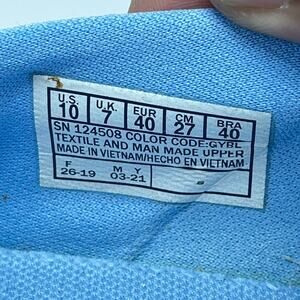 U.S. U.K. EUR CM BRA
10 7 40 27 40
SN 124508 COLOR CODE:GYBL
TEXTILE AND MAN MADE UPPER
MADE IN VIETNAM/HECHO EN VIETNAM
F M Y
26-19 03-21